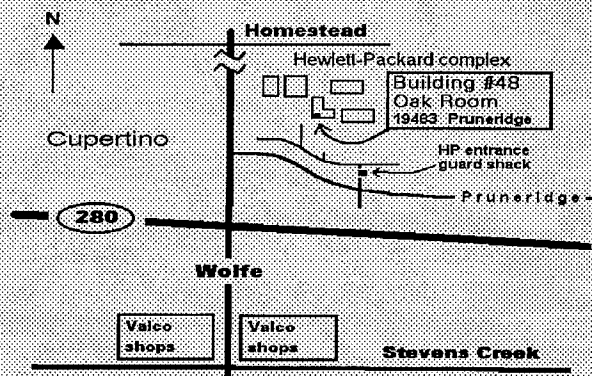 N
Homestead
Hewlett-Packard complex
Building #48
Oak Room
19483 Pruneridge
Cupertino
HP entrance
guard shack
Pruneridge
280
Wolfe
Valco
shops
Valco
shops
Stevens Creek